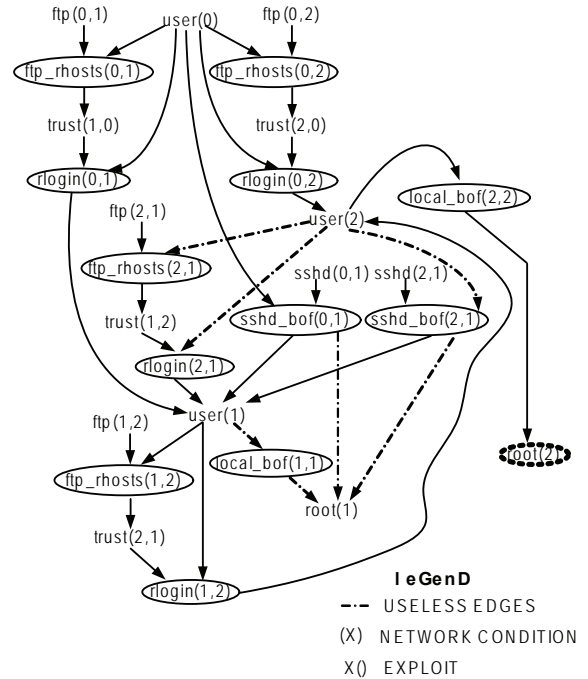 ftp(0,1)
user(0)
ftp(0,2)
ftp_rhosts(0,1)
ftp_rhosts(0,2)
trust(1,0)
trust(2,0)
rlogin(0,1)
rlogin(0,2)
local_bof(2,2)
ftp(2,1)
user(2)
ftp_rhosts(2,1)
sshd(0,1)
sshd(2,1)
trust(1,2)
sshd_bof(0,1)
sshd_bof(2,1)
rlogin(2,1)
user(1)
ftp(1,2)
local_bof(1,1)
root(2)
ftp_rhosts(1,2)
root(1)
trust(2,1)
rlogin(1,2)
leGenD
USELESS EDGES
(X) NETWORK CONDITION
X() EXPLOIT